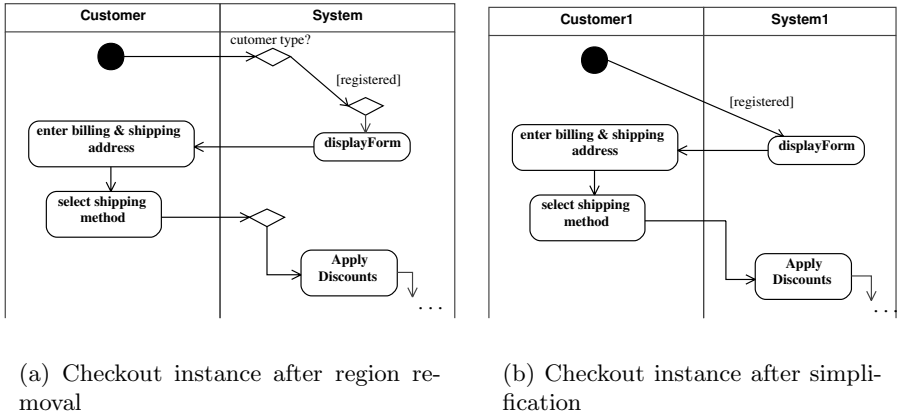 Customer
System
cutomer type?
[registered]
enter billing & shipping
address
displayForm
select shipping
method
Apply
Discounts
. . .
(a) Checkout instance after region re-
moval
Customer1
System1
[registered]
enter billing & shipping
address
displayForm
select shipping
method
Apply
Discounts
. . .
(b) Checkout instance after simpli-
fication